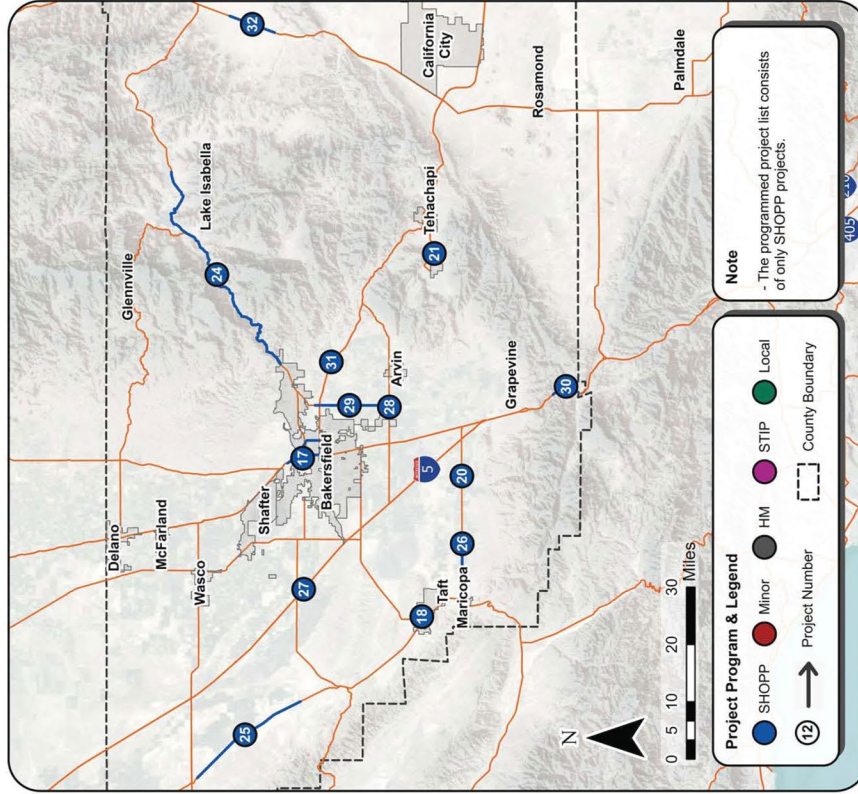 32
Glennville
Lake Isabella
24
Delano
McFarland
Wasco
Shafter
17
Bakersfield
31
29
28
Arvin
21
Tehachapi
California
City
25
27
5
18
Taft
26
Maricopa
20
Grapevine
30
Rosamond
Palmdale
405
210
N
0 5 10 20 30
Miles
Project Program & Legend
SHOPP
Minor
HM
STIP
Local
12
Project Number
County Boundary
Note
- The programmed project list consists
of only SHOPP projects.